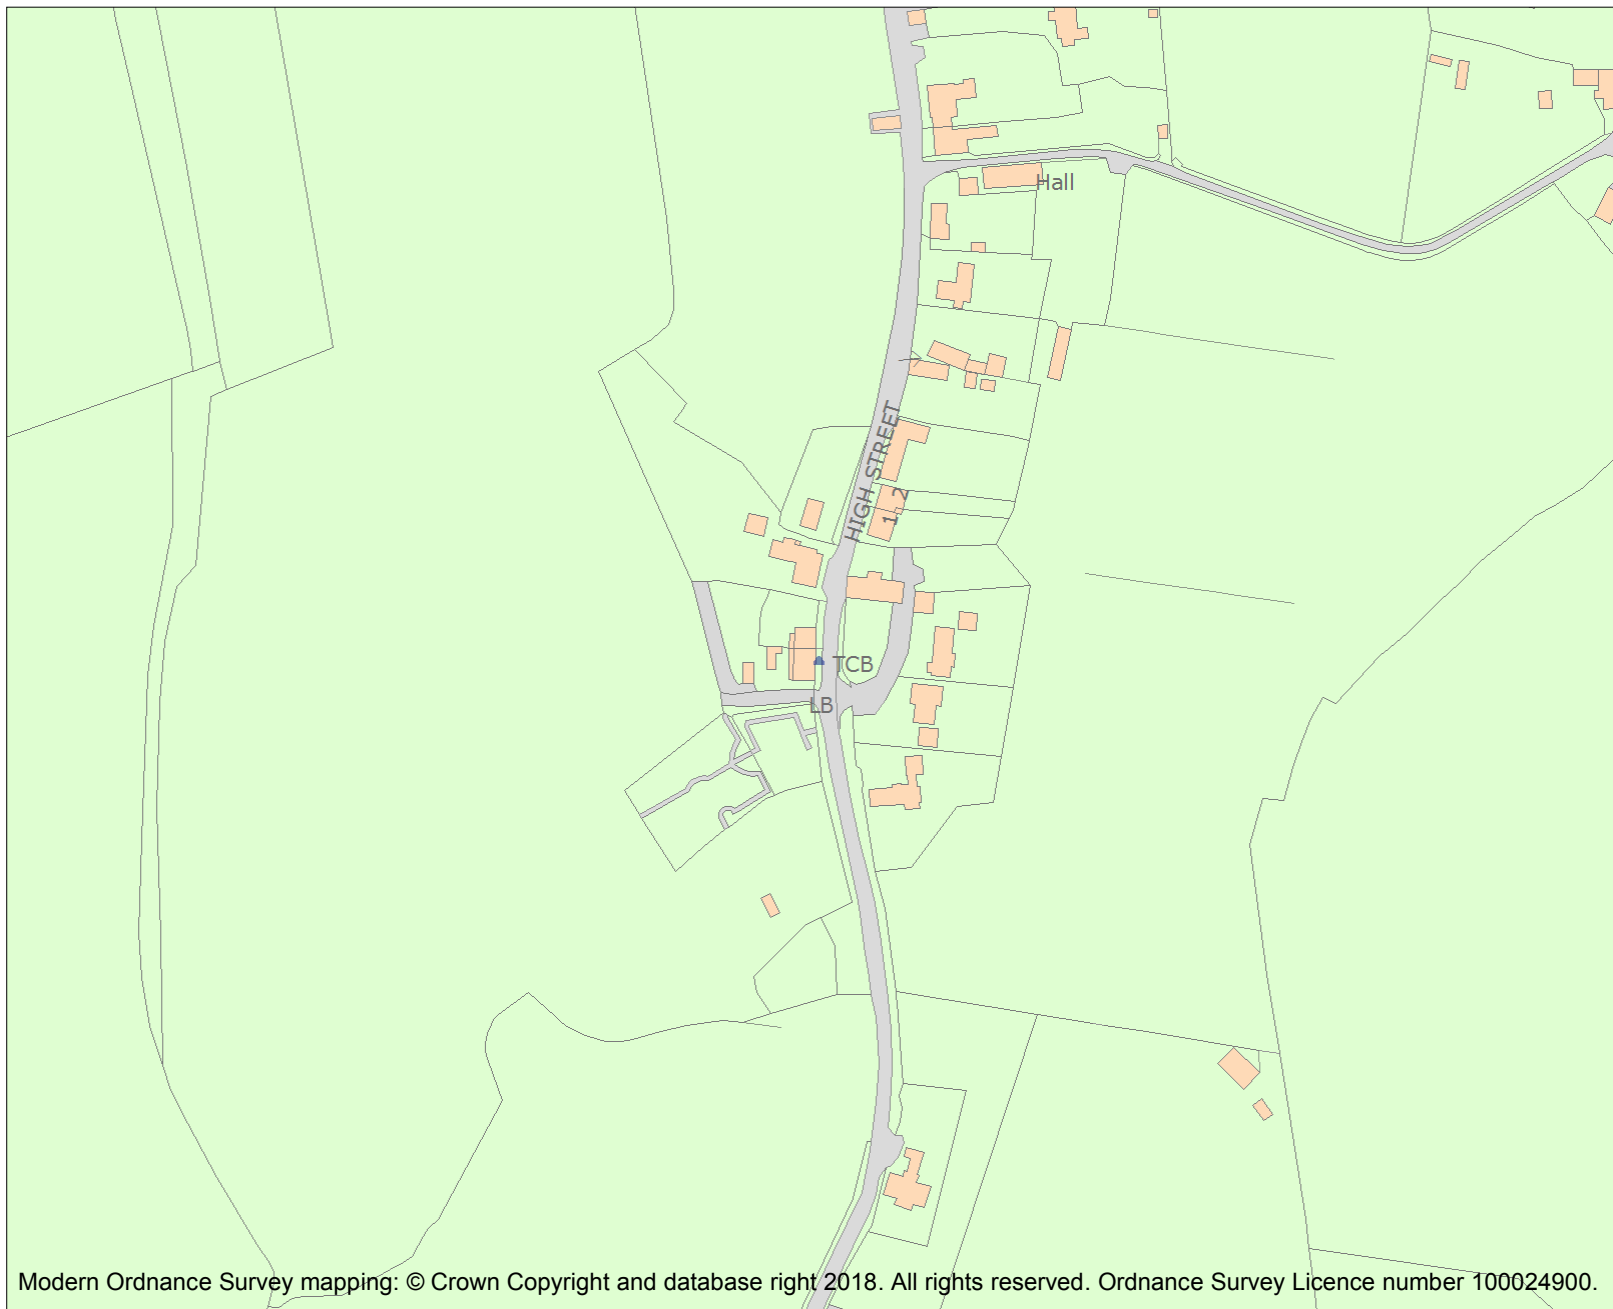 Hall
HIGH STREET
2
1
TCB
LB
Modern Ordnance Survey mapping: © Crown Copyright and database right 2018. All rights reserved. Ordnance Survey Licence number 100024900.